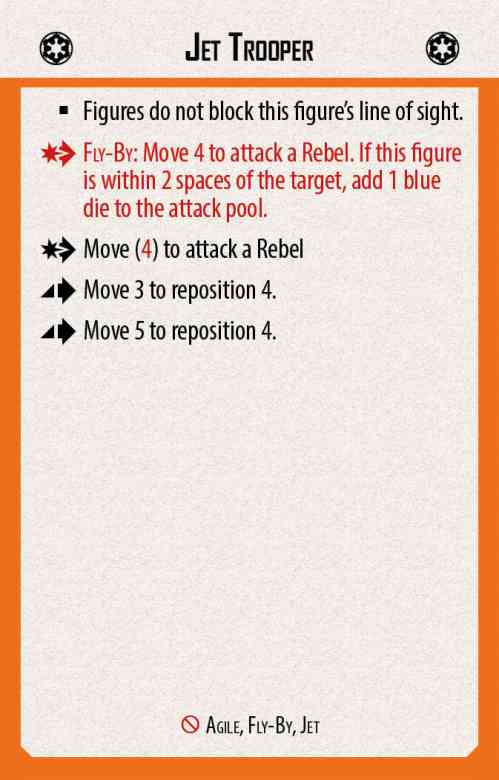 Jet Trooper
▪ Figures do not block this figure's line of sight.
Fly-By: Move 4 to attack a Rebel. If this figure
is within 2 spaces of the target, add 1 blue
die to the attack pool.
Move (4) to attack a Rebel
Move 3 to reposition 4.
Move 5 to reposition 4.
Agile, Fly-By, Jet